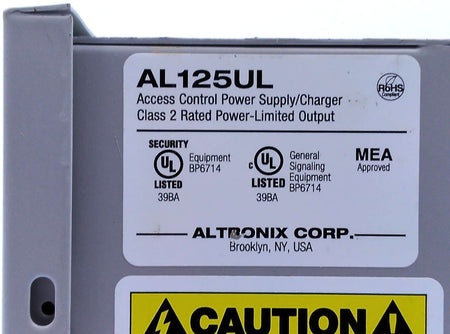 AL125UL
RoHS
Compliant
Access Control Power Supply/Charger
Class 2 Rated Power-Limited Output
SECURITY
UL
LISTED
39BA
Equipment
BP6714
c UL
LISTED
39BA
General
Signaling
Equipment
BP6714
MEA
Approved
ALTRONIX CORP.
Brooklyn, NY, USA
CAUTION